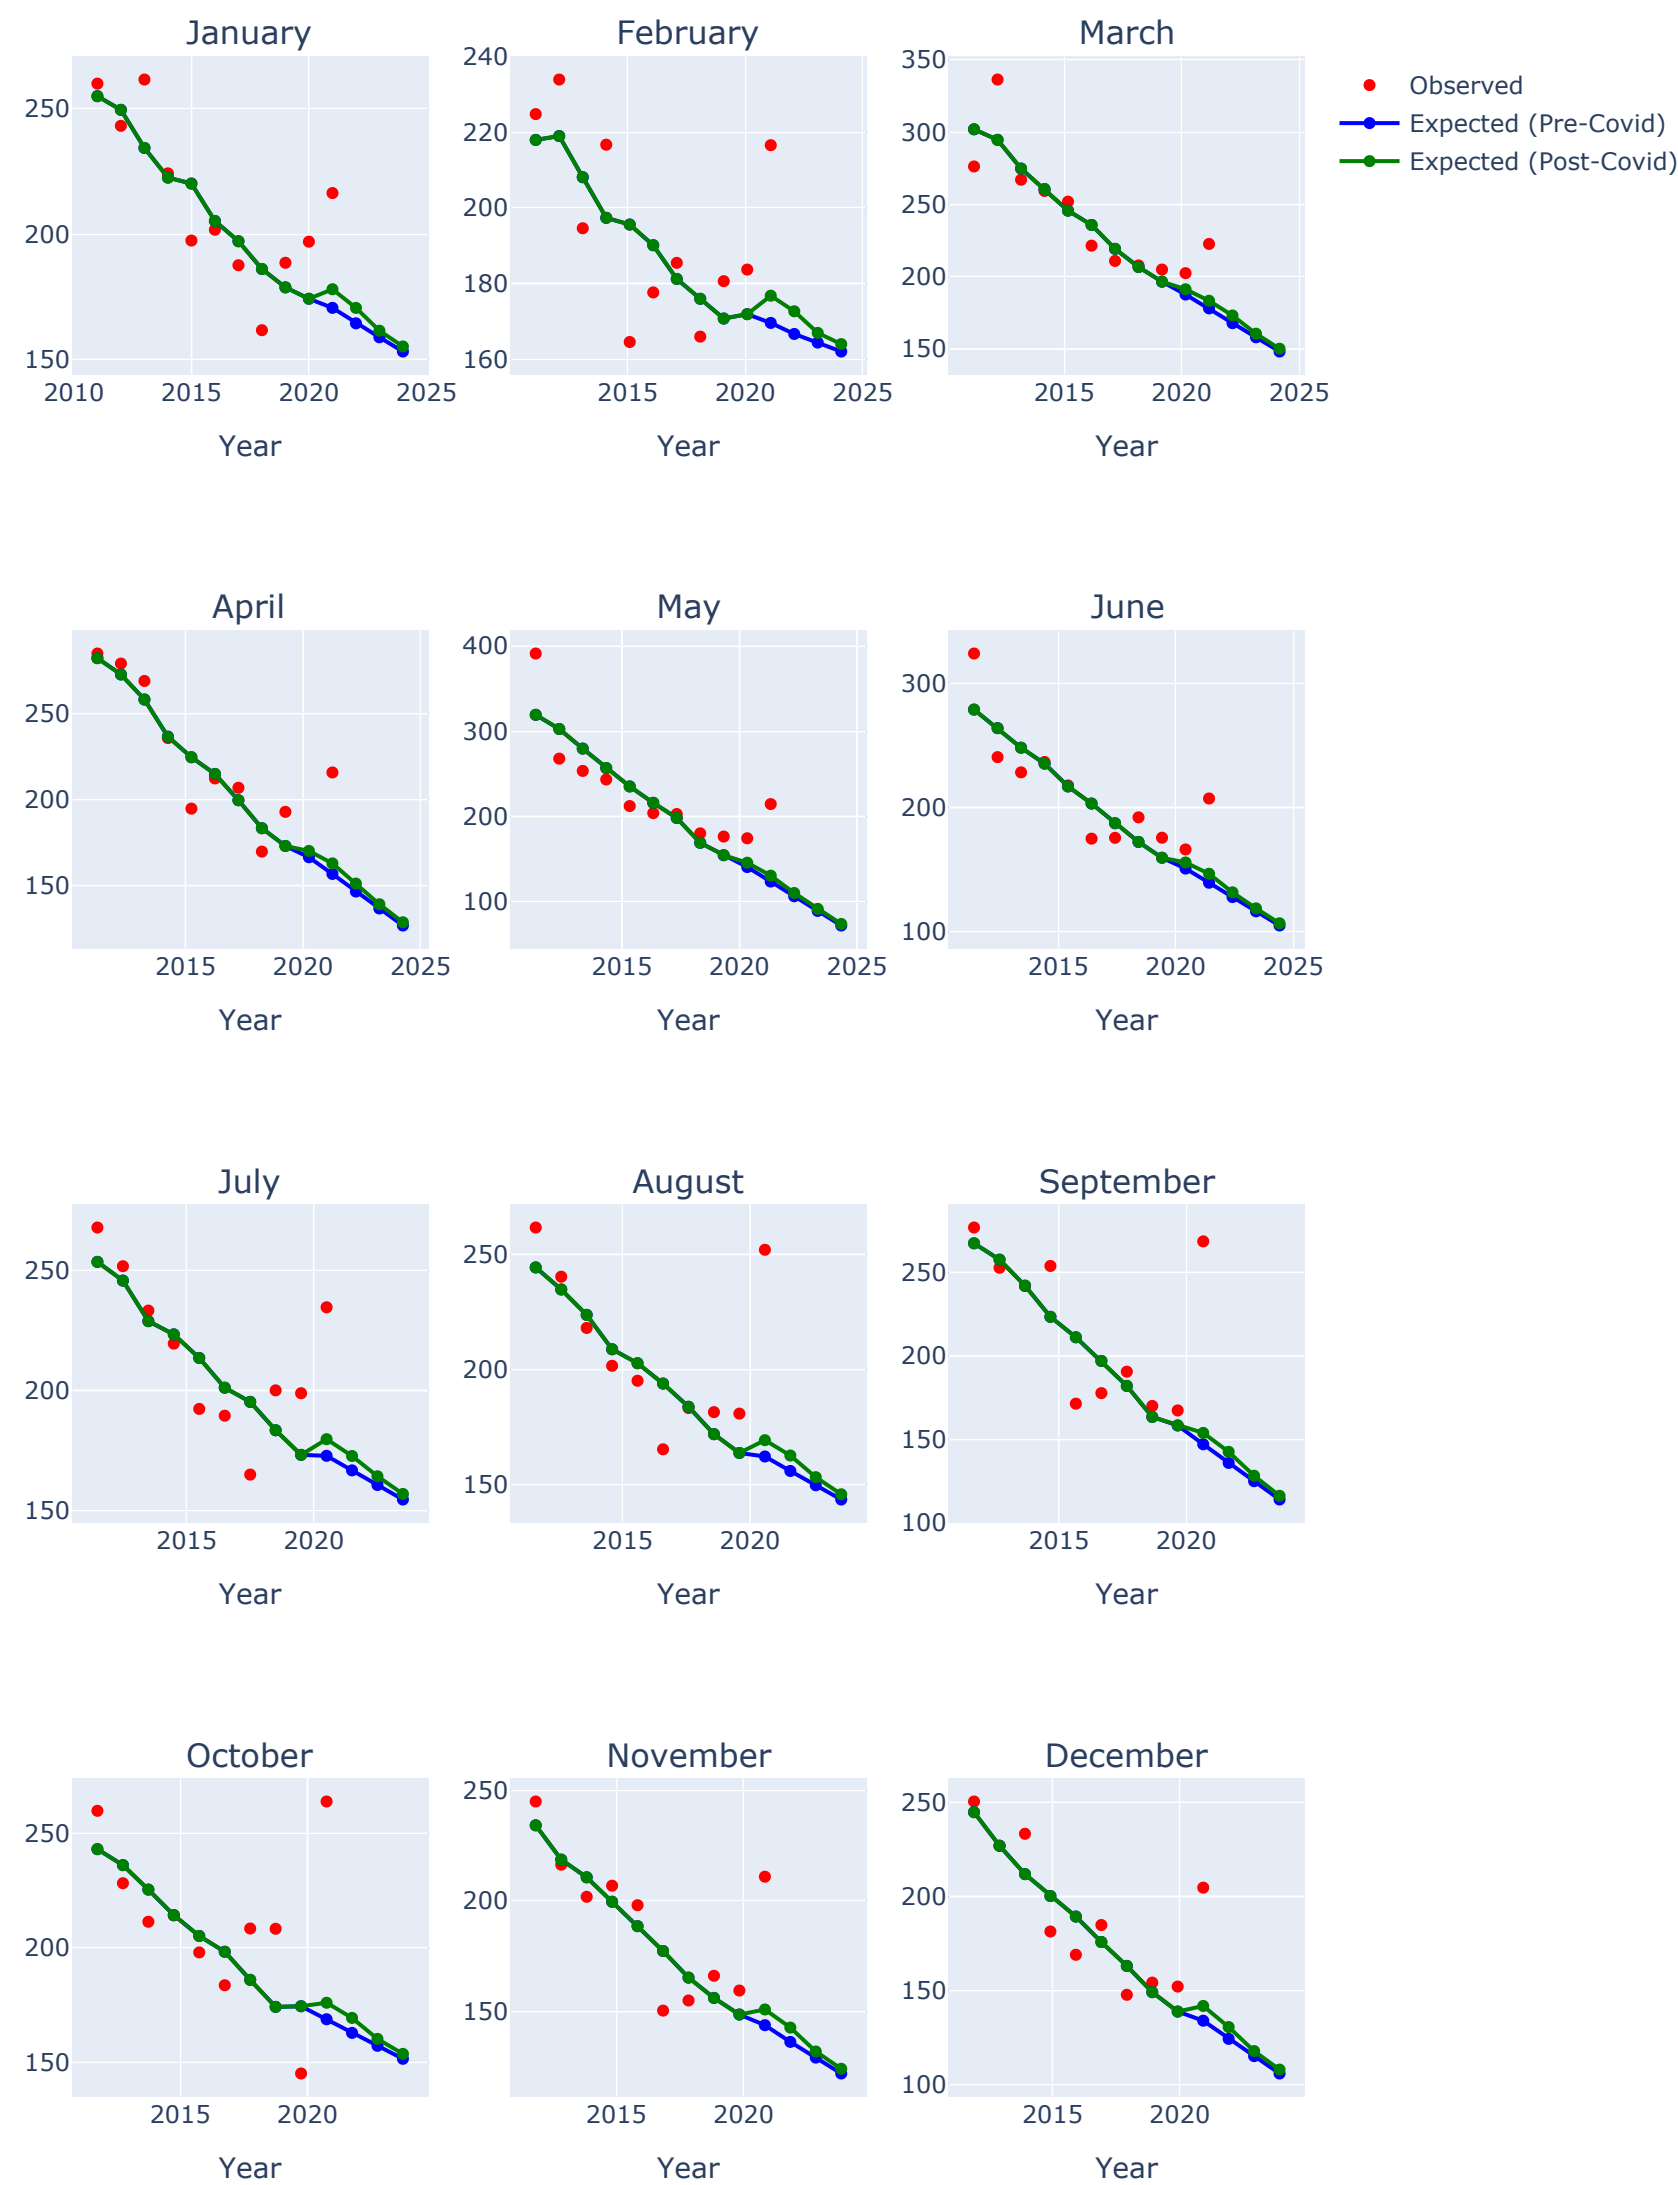 January
February
March
250
200
150
2010
2015
2020
2025
Year
240
220
200
180
160
2015
2020
2025
Year
350
300
250
200
150
2015
2020
2025
Year
Observed
Expected (Pre-Covid)
Expected (Post-Covid)
April
May
June
250
200
150
2015
2020
2025
Year
400
300
200
100
2015
2020
2025
Year
300
200
100
2015
2020
2025
Year
July
August
September
250
200
150
2015
2020
Year
250
200
150
2015
2020
Year
250
200
150
100
2015
2020
Year
October
November
December
250
200
150
2015
2020
Year
250
200
150
2015
2020
Year
250
200
150
100
2015
2020
Year